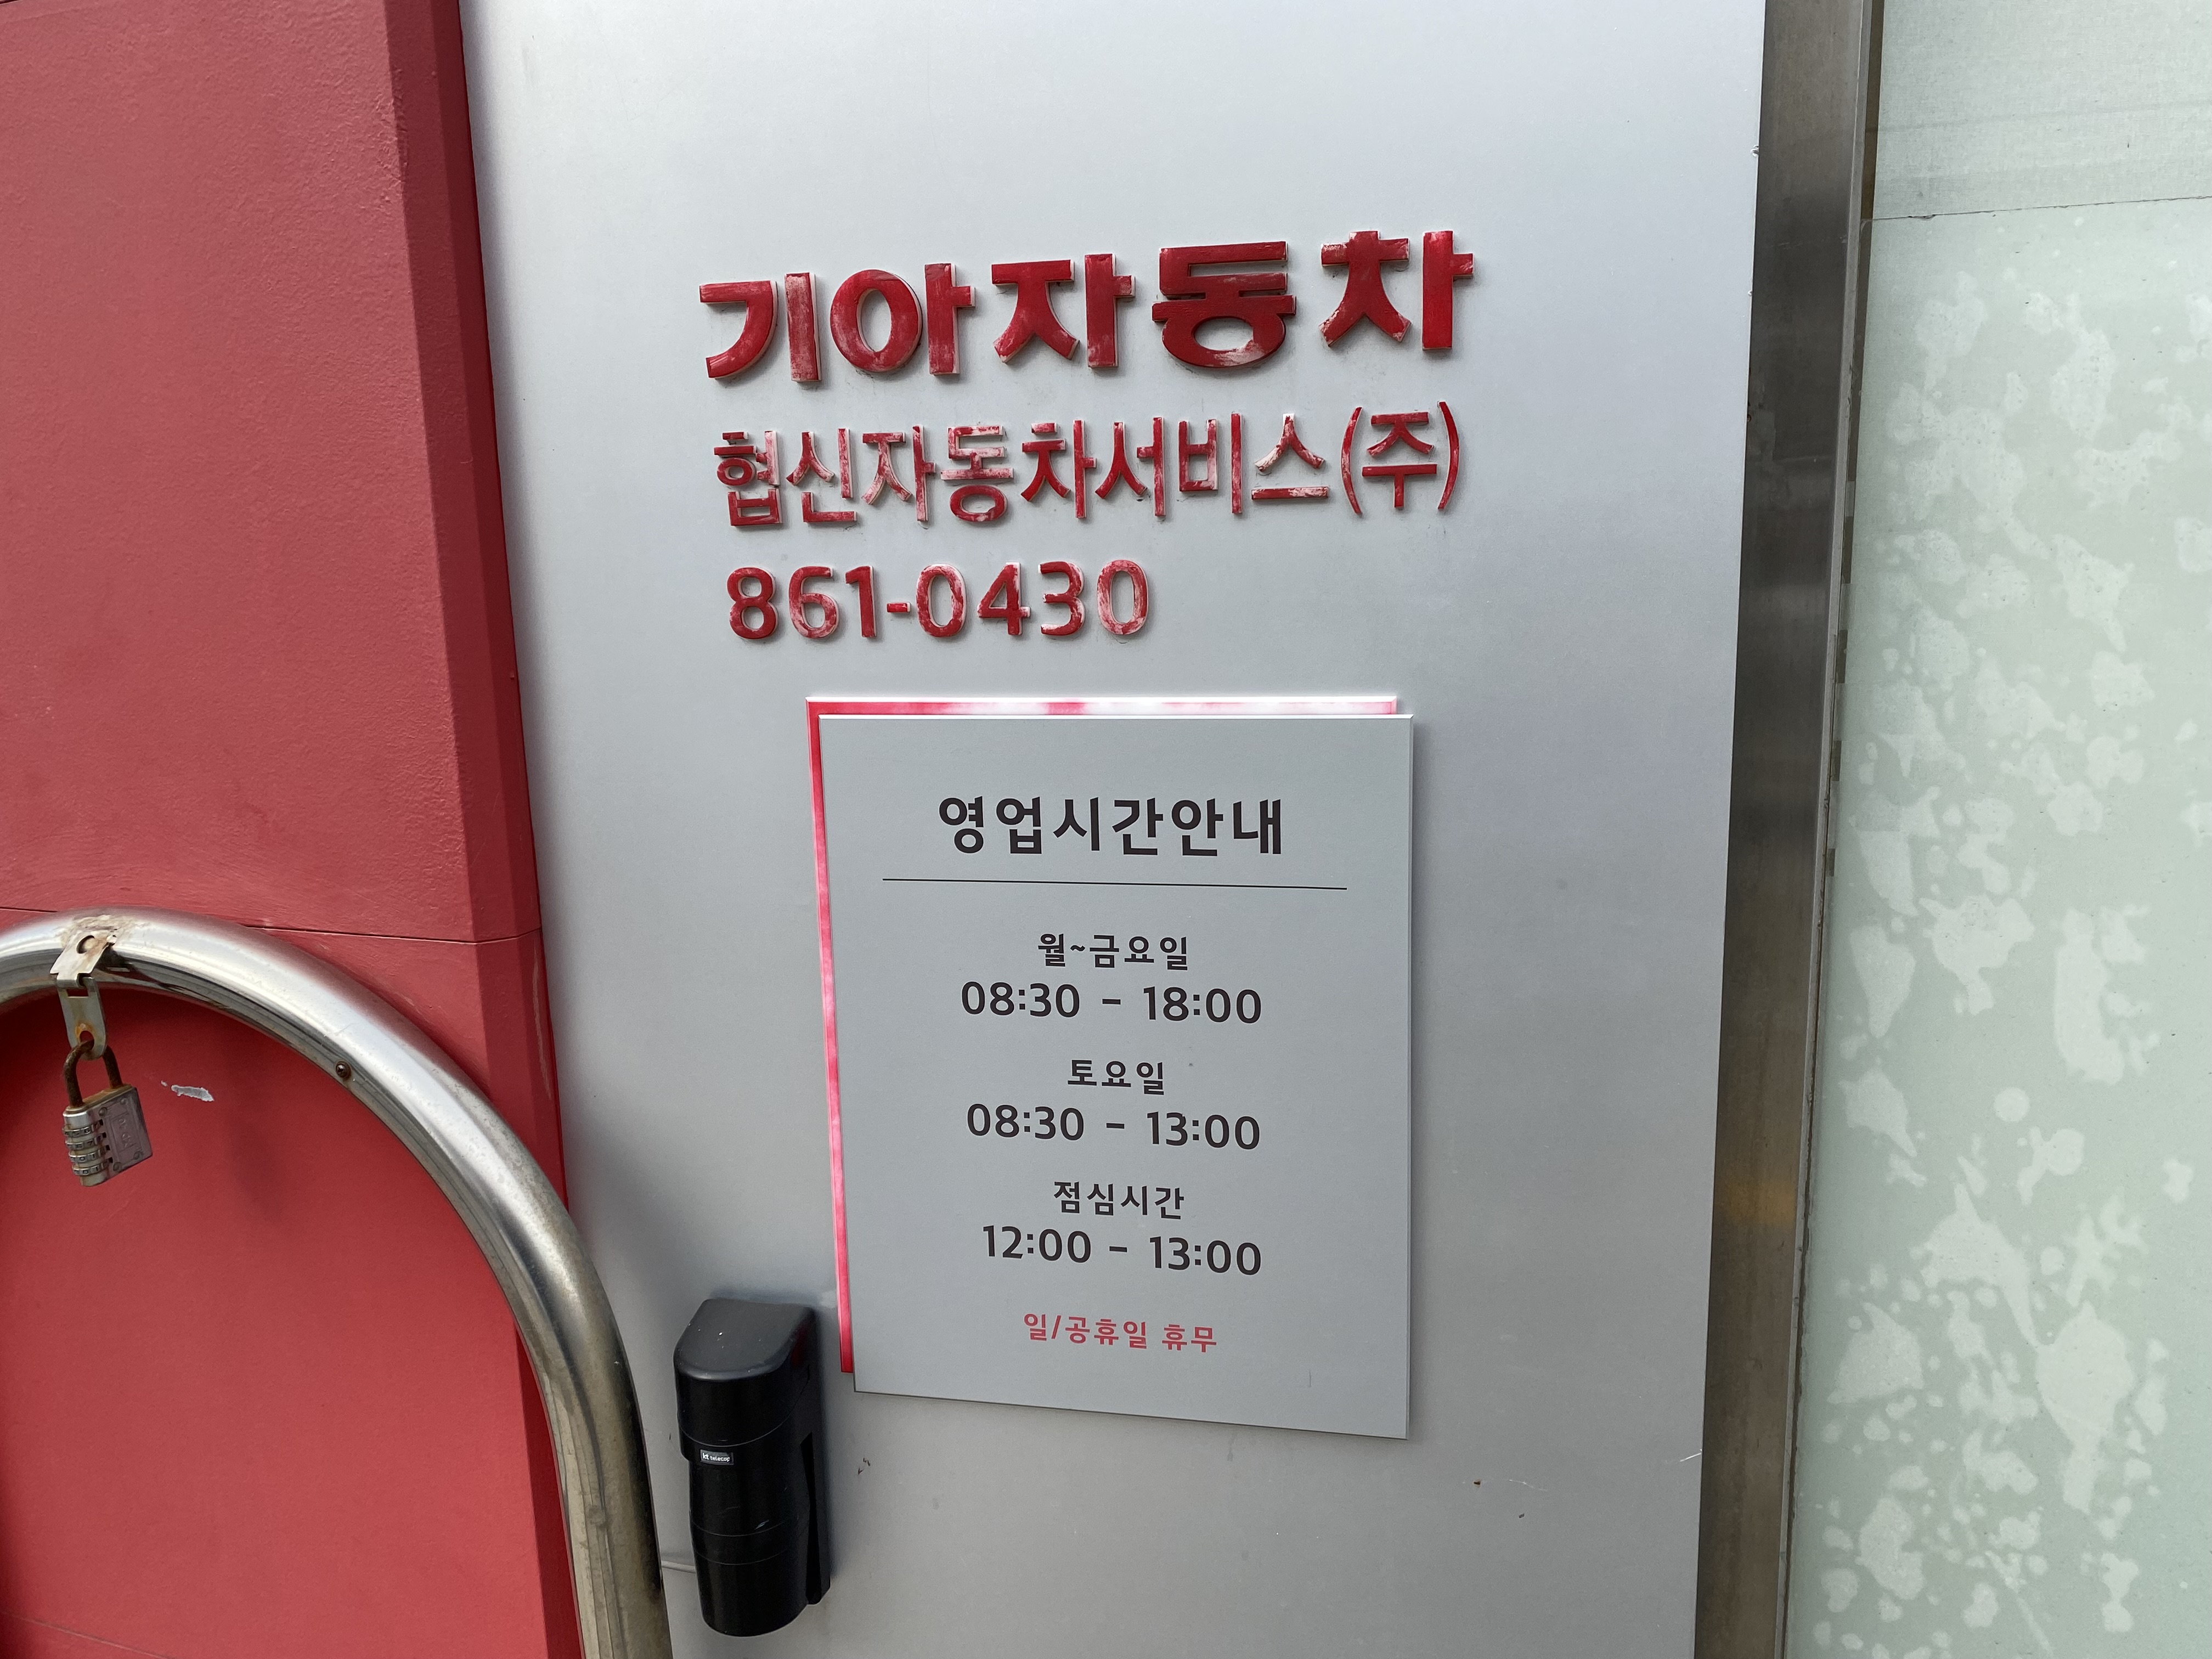 기아자동차
협신자동차서비스(주)
861-0430
영업시간안내
월~금요일
08:30 - 18:00
토요일
08:30 - 13:00
점심시간
12:00 - 13:00
일/공휴일 휴무
kt telecop